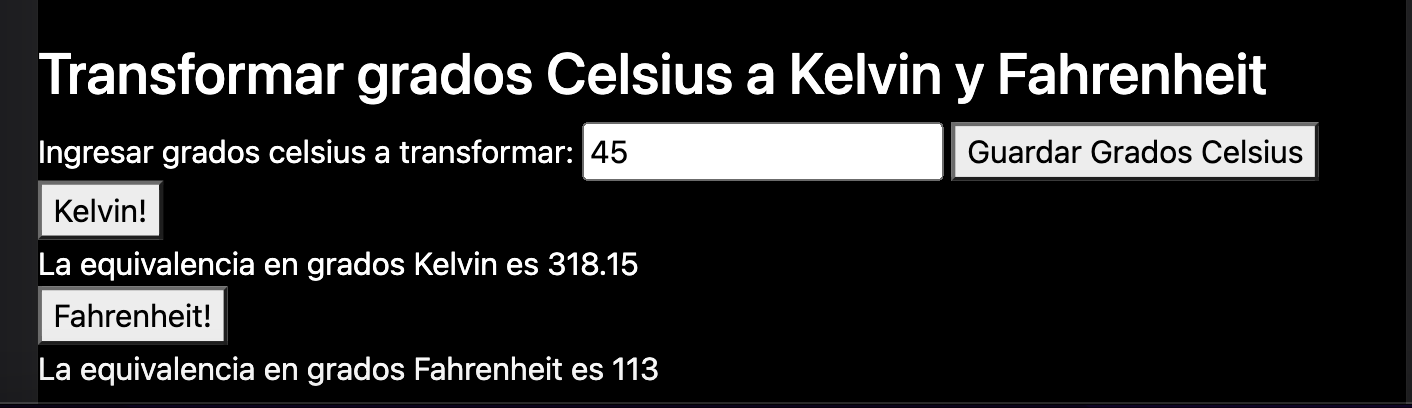 Transformar grados Celsius a Kelvin y Fahrenheit
Ingresar grados celsius a transformar: 45 Guardar Grados Celsius
Kelvin!
La equivalencia en grados Kelvin es 318.15
Fahrenheit!
La equivalencia en grados Fahrenheit es 113